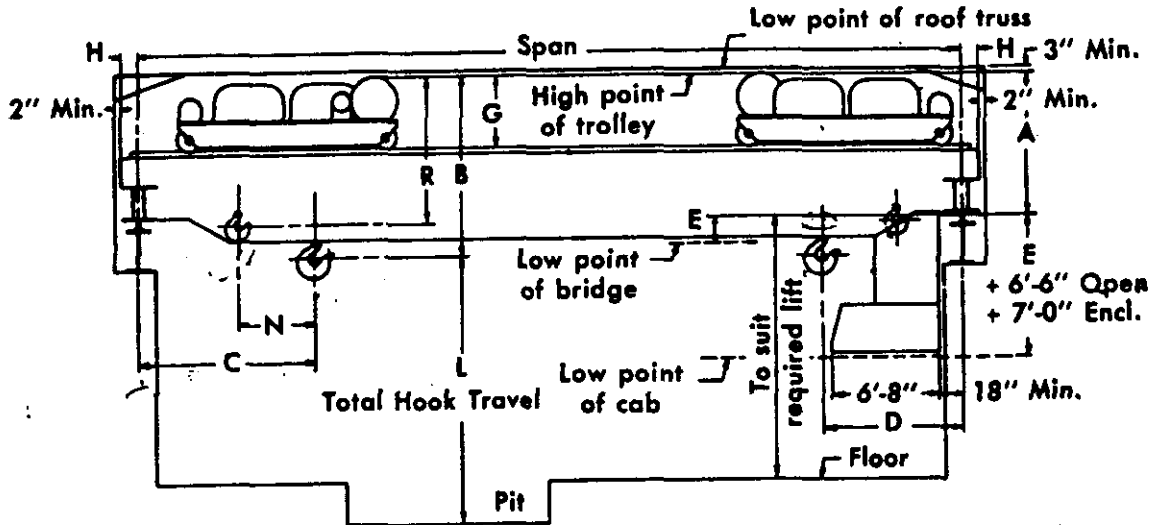 Low point of roof truss
H
Span
H
3" Min.
2" Min.
High point
of trolley
G
2" Min.
A
R
B
E
Low point
of bridge
E
+ 6'-6" Open
+ 7'-0" Encl.
N
C
L
To suit
required lift
Low point
of cab
Total Hook Travel
6'-8"
18" Min.
D
Floor
Pit